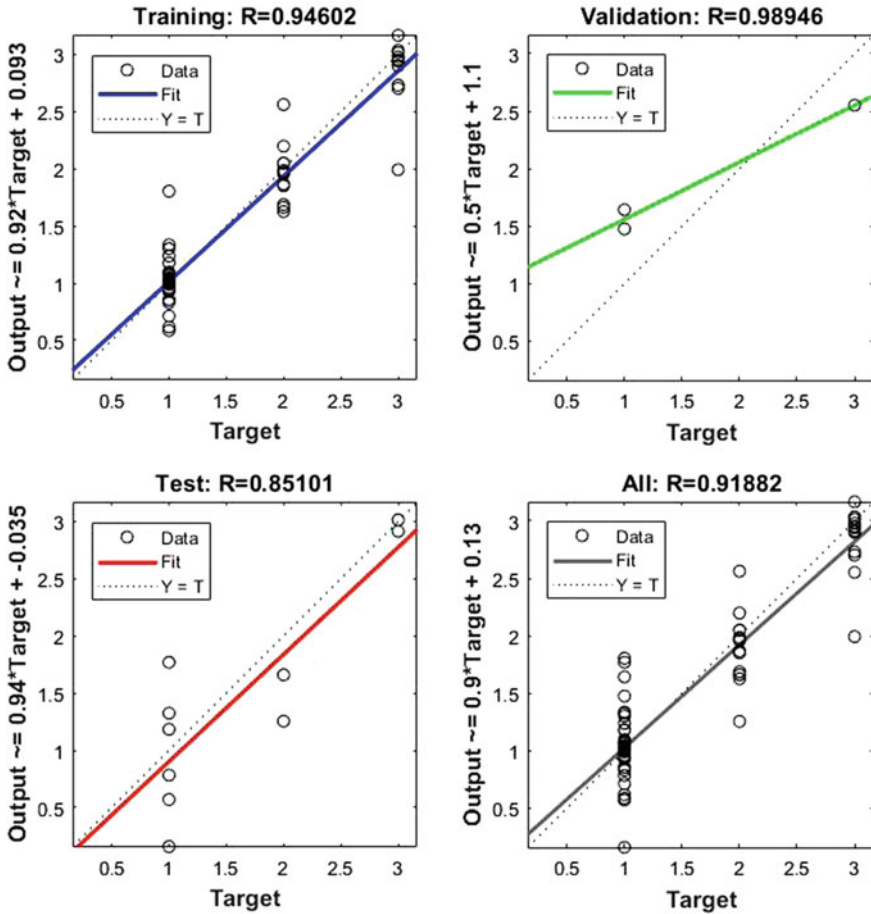 Training: R=0.94602
Output ~= 0.92*Target + 0.093
Data
Fit
Y = T
3
2.5
2
1.5
1
0.5
0.5 1 1.5 2 2.5 3
Target
Validation: R=0.98946
Output ~= 0.5*Target + 1.1
Data
Fit
Y = T
3
2.5
2
1.5
1
0.5
0.5 1 1.5 2 2.5 3
Target
Test: R=0.85101
Output ~= 0.94*Target + -0.035
Data
Fit
Y = T
3
2.5
2
1.5
1
0.5
0.5 1 1.5 2 2.5 3
Target
All: R=0.91882
Output ~= 0.9*Target + 0.13
Data
Fit
Y = T
3
2.5
2
1.5
1
0.5
0.5 1 1.5 2 2.5 3
Target